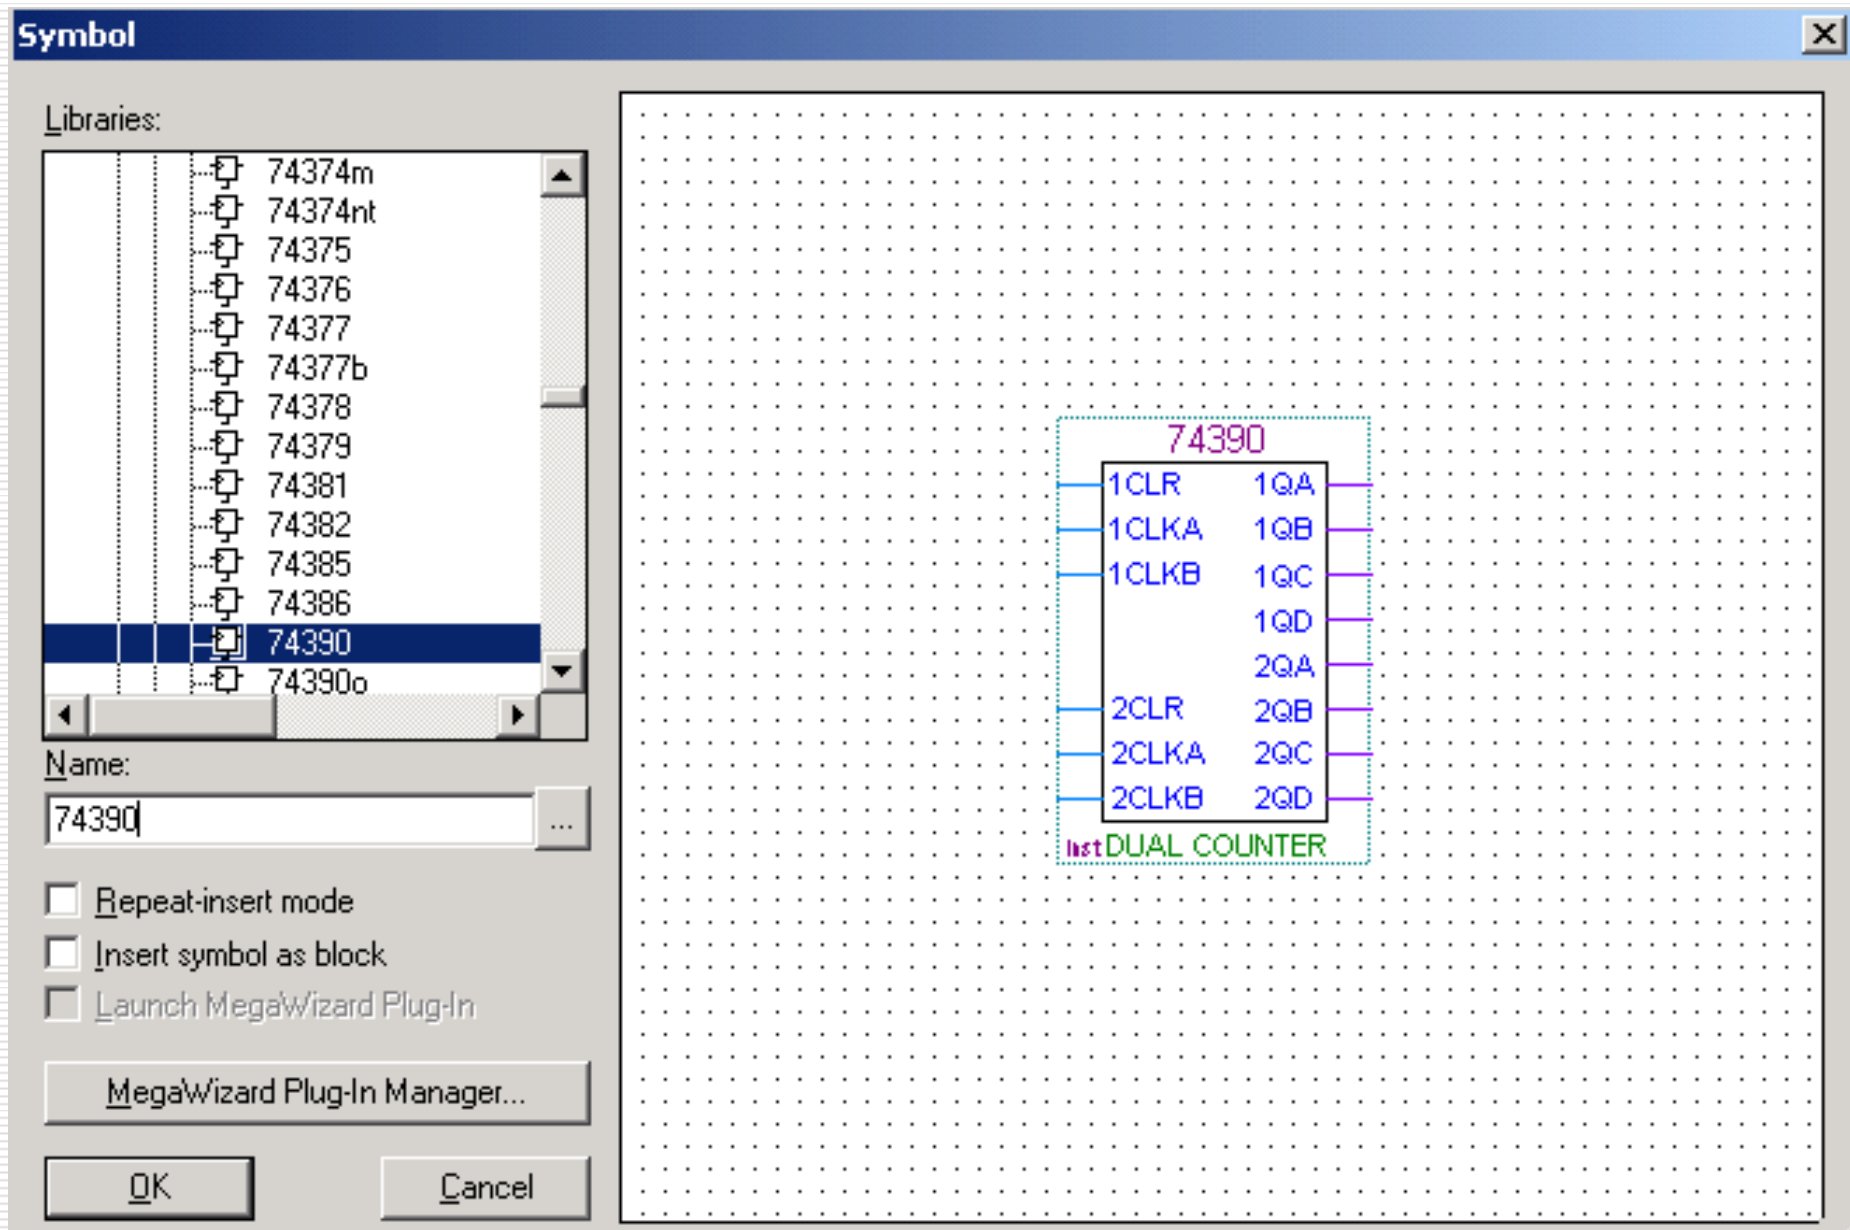 Symbol
Libraries:
74374m
74374nt
74375
74376
74377
74377b
74378
74379
74381
74382
74385
74386
74390
74390o
Name:
74390
...
Repeat-insert mode
Insert symbol as block
Launch MegaWizard Plug-In
MegaWizard Plug-In Manager...
OK Cancel
74390
1CLR 1QA
1CLKA 1QB
1CLKB 1QC
1QD
2QA
2CLR 2QB
2CLKA 2QC
2CLKB 2QD
inst DUAL COUNTER